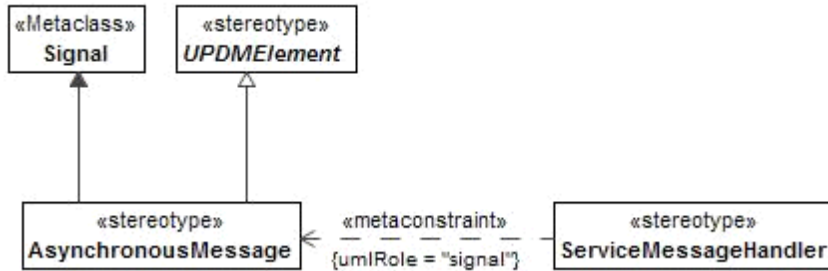 «Metaclass»
Signal
«stereotype»
UPDMElement
«stereotype»
AsynchronousMessage
«metaconstraint»
{umlRole = "signal"}
«stereotype»
ServiceMessageHandler